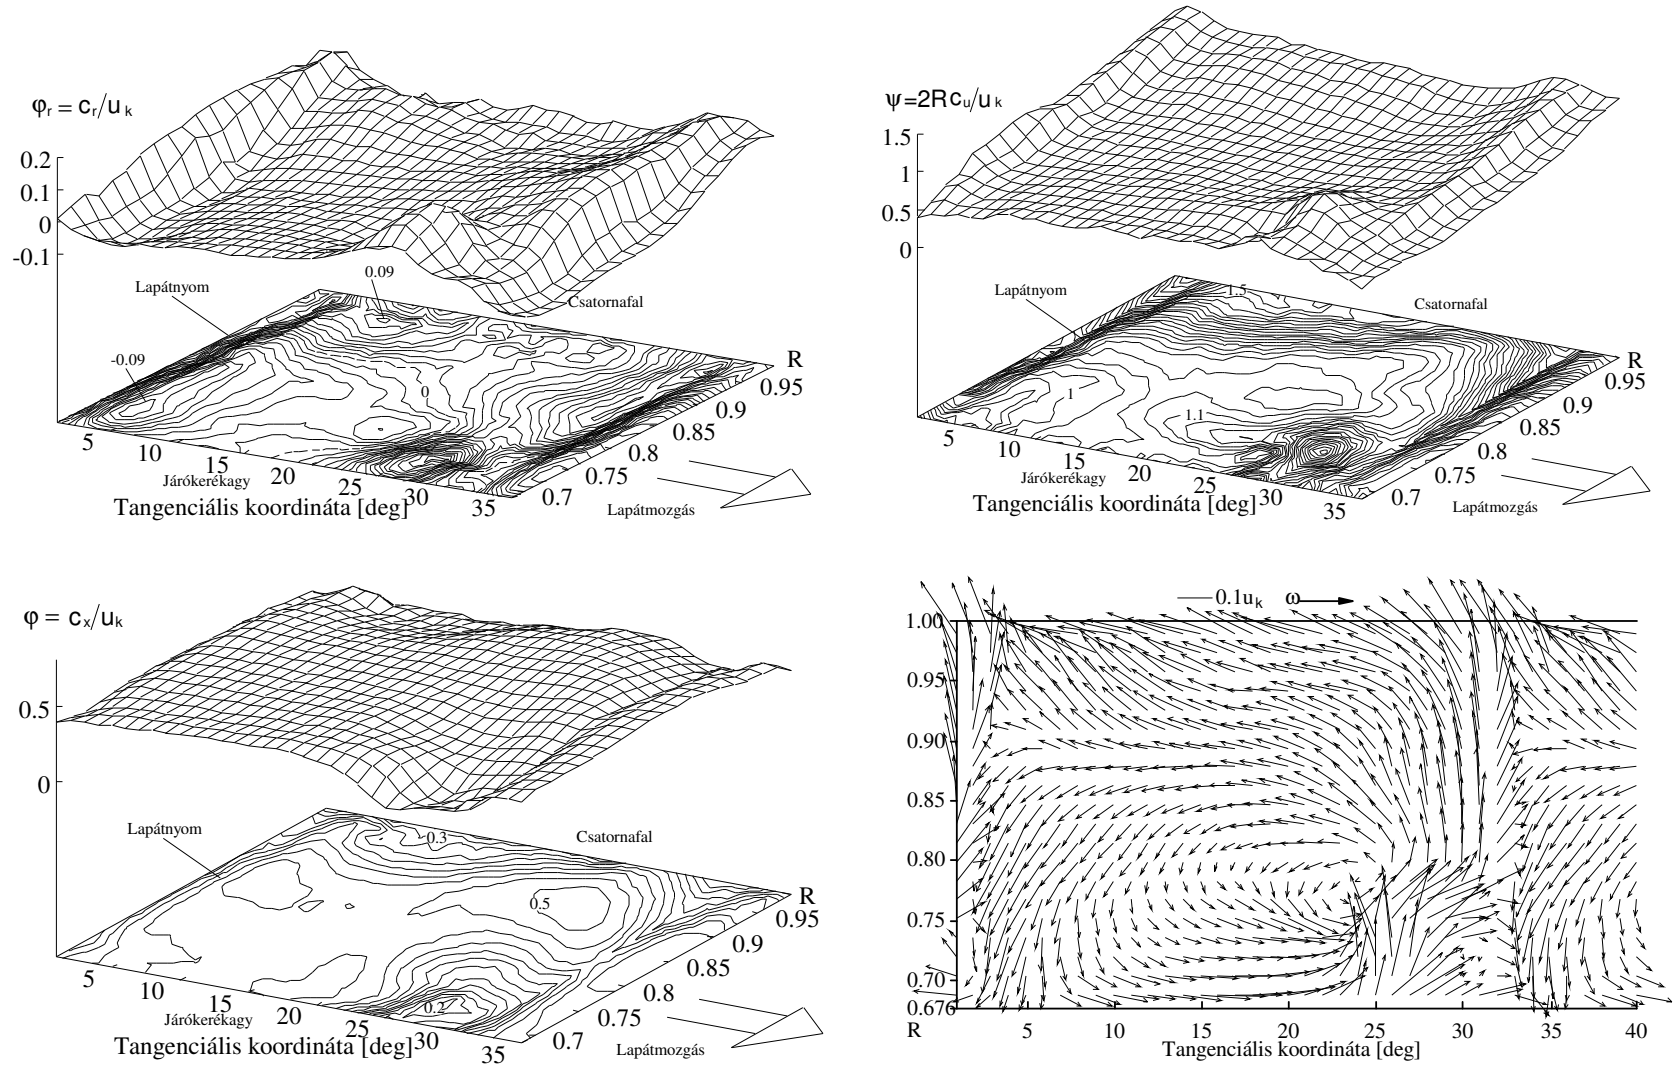 φr = cr/uk
0.2
0.1
0
-0.1
Lapátnyom
0.09
Csatornafal
-0.09
0
R
0.95
0.9
0.85
0.8
0.75
0.7
5
10
15
20
25
30
35
Járókerékagy
Tangenciális koordináta [deg]
Lapátmozgás
ψ=2Rcu/uk
1.5
1
0.5
0
Lapátnyom
1.5
Csatornafal
1
1.1
R
0.95
0.9
0.85
0.8
0.75
0.7
5
10
15
20
25
30
35
Járókerékagy
Tangenciális koordináta [deg]
Lapátmozgás
φ = cx/uk
0.5
0
Lapátnyom
0.3
Csatornafal
0.5
0.2
R
0.95
0.9
0.85
0.8
0.75
0.7
5
10
15
20
25
30
35
Járókerékagy
Tangenciális koordináta [deg]
Lapátmozgás
0.1uk ω
1.00
0.95
0.90
0.85
0.80
0.75
0.70
0.676
R 5 10 15 20 25 30 35 40
Tangenciális koordináta [deg]